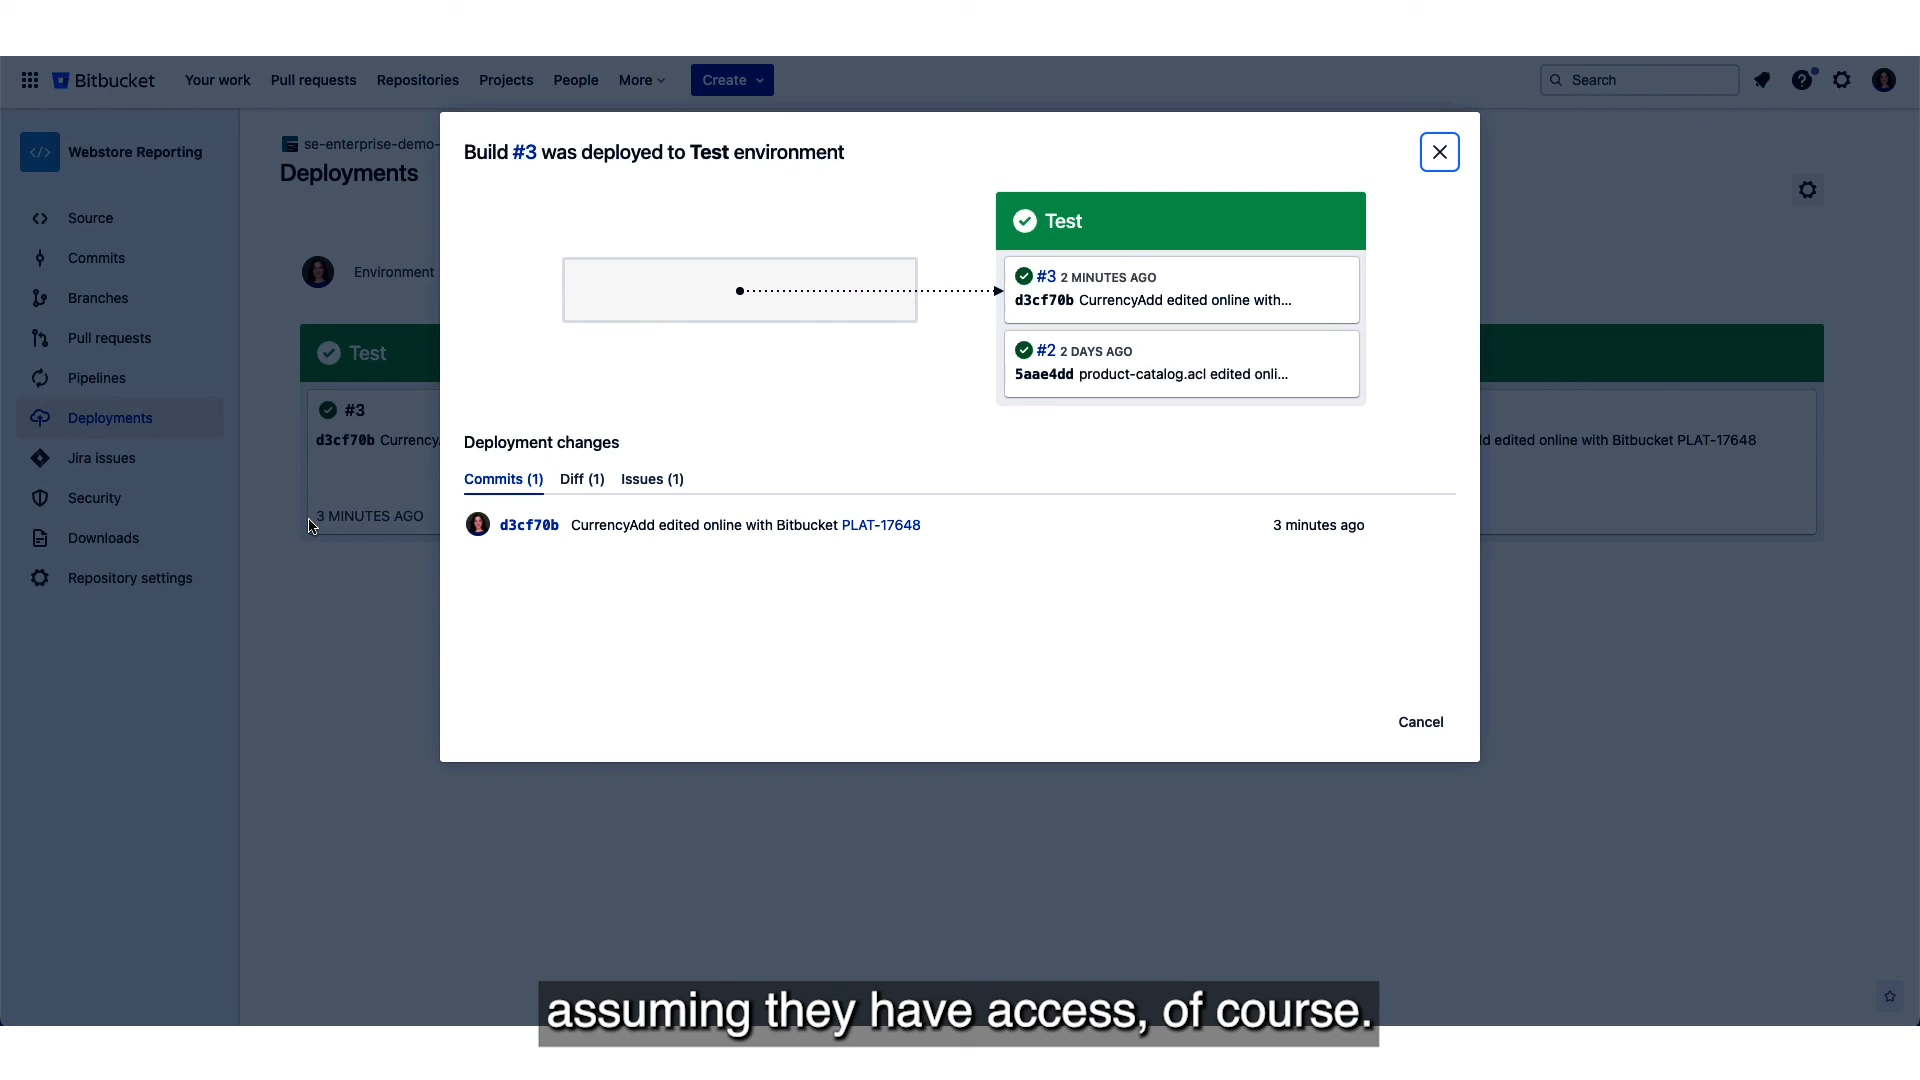 Bitbucket Your work Pull requests Repositories Projects People More Create Search
Webstore Reporting
Source
Commits
Branches
Pull requests
Pipelines
Deployments
Jira issues
Security
Downloads
Repository settings
se-enterprise-demo-
Deployments
Environment
Test
#3
d3cf70b Currency
3 MINUTES AGO
Build #3 was deployed to Test environment
Test
#3 2 MINUTES AGO
d3cf70b CurrencyAdd edited online with...
#2 2 DAYS AGO
5aae4dd product-catalog.acl edited onli...
Deployment changes
Commits (1) Diff (1) Issues (1)
d3cf70b CurrencyAdd edited online with Bitbucket PLAT-17648 3 minutes ago
Cancel
d edited online with Bitbucket PLAT-17648
assuming they have access, of course.